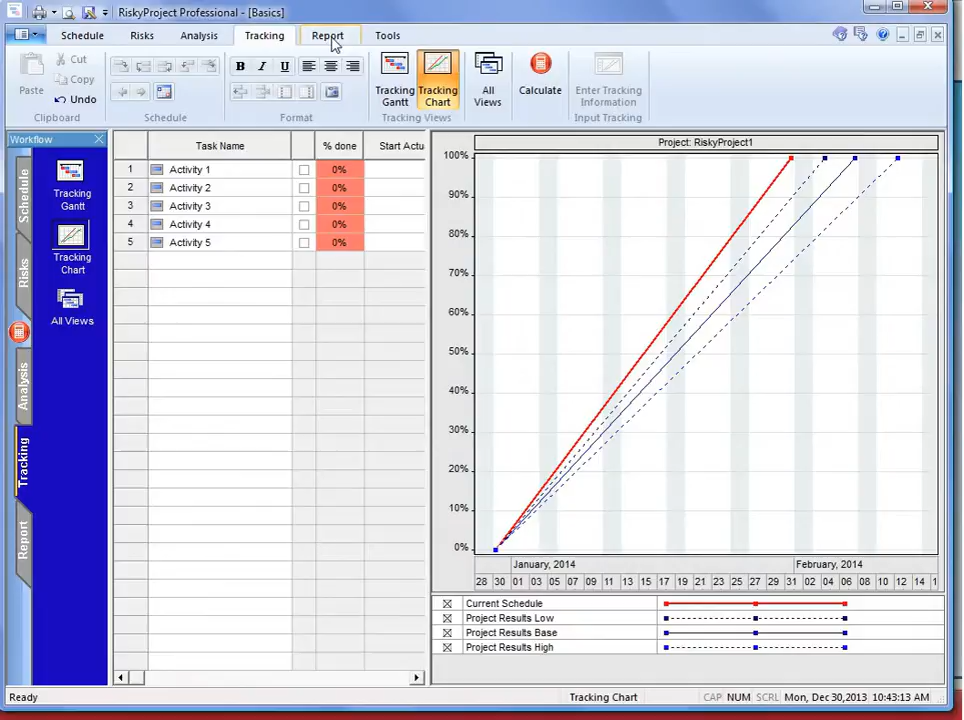 RiskyProject Professional - [Basics]
Schedule Risks Analysis Tracking Report Tools
Paste
Cut
Copy
Undo
Clipboard
Schedule
B I U
Format
Tracking Gantt
Tracking Chart
Tracking Views
All Views
Calculate
Enter Tracking Information
Input Tracking
Workflow
Schedule
Risks
Analysis
Tracking
Report
Tracking Gantt
Tracking Chart
All Views
Task Name % done Start Actu
1 Activity 1 0%
2 Activity 2 0%
3 Activity 3 0%
4 Activity 4 0%
5 Activity 5 0%
Project: RiskyProject1
100%
90%
80%
70%
60%
50%
40%
30%
20%
10%
0%
January, 2014 February, 2014
28 30 01 03 05 07 09 11 13 15 17 19 21 23 25 27 29 31 02 04 06 08 10 12 14 1
Current Schedule
Project Results Low
Project Results Base
Project Results High
Ready Tracking Chart CAP NUM SCRL Mon, Dec 30,2013 10:43:13 AM